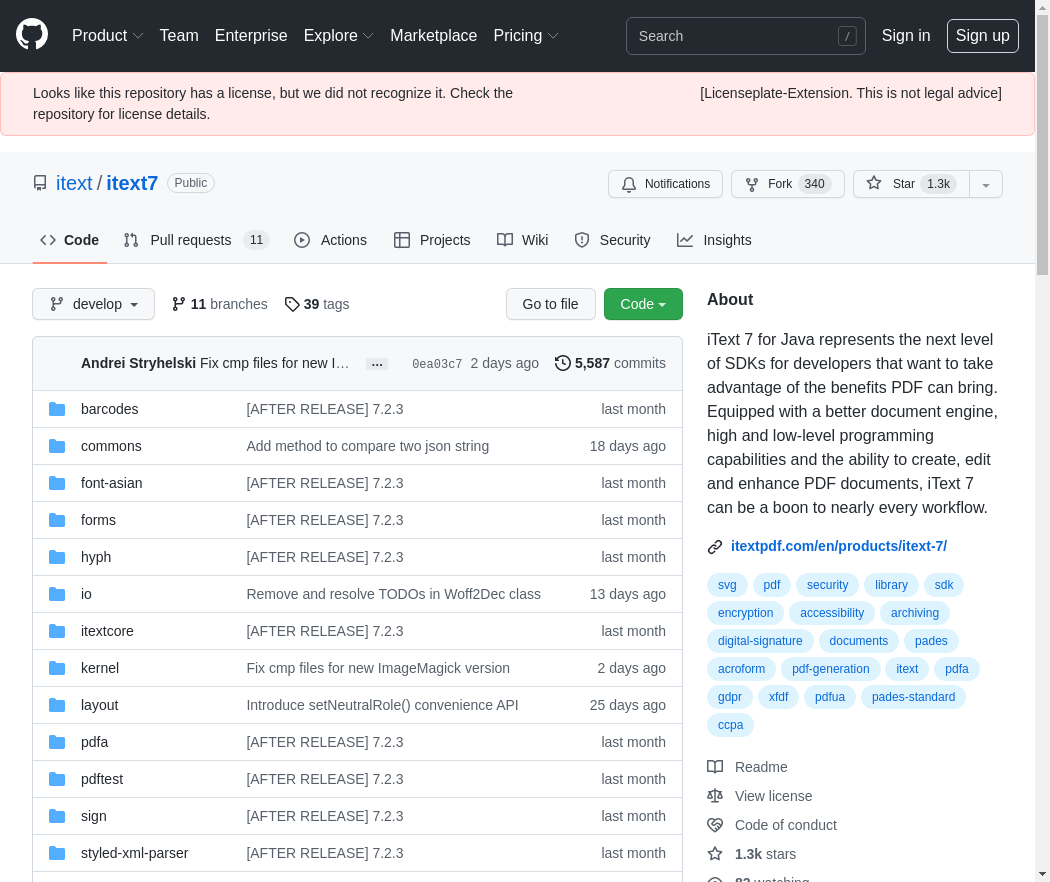 Product Team Enterprise Explore Marketplace Pricing Search / Sign in Sign up
Looks like this repository has a license, but we did not recognize it. Check the
repository for license details.
[Licenseplate-Extension. This is not legal advice]
itext / itext7 Public
Notifications Fork 340 Star 1.3k
Code Pull requests 11 Actions Projects Wiki Security Insights
develop 11 branches 39 tags Go to file Code
Andrei Stryhelski Fix cmp files for new I… … 0ea03c7 2 days ago 5,587 commits
barcodes [AFTER RELEASE] 7.2.3 last month
commons Add method to compare two json string 18 days ago
font-asian [AFTER RELEASE] 7.2.3 last month
forms [AFTER RELEASE] 7.2.3 last month
hyph [AFTER RELEASE] 7.2.3 last month
io Remove and resolve TODOs in Woff2Dec class 13 days ago
itextcore [AFTER RELEASE] 7.2.3 last month
kernel Fix cmp files for new ImageMagick version 2 days ago
layout Introduce setNeutralRole() convenience API 25 days ago
pdfa [AFTER RELEASE] 7.2.3 last month
pdftest [AFTER RELEASE] 7.2.3 last month
sign [AFTER RELEASE] 7.2.3 last month
styled-xml-parser [AFTER RELEASE] 7.2.3 last month
About
iText 7 for Java represents the next level
of SDKs for developers that want to take
advantage of the benefits PDF can bring.
Equipped with a better document engine,
high and low-level programming
capabilities and the ability to create, edit
and enhance PDF documents, iText 7
can be a boon to nearly every workflow.
itextpdf.com/en/products/itext-7/
svg pdf security library sdk
encryption accessibility archiving
digital-signature documents pades
acroform pdf-generation itext pdfa
gdpr xfdf pdfua pades-standard
ccpa
Readme
View license
Code of conduct
1.3k stars
82 watching